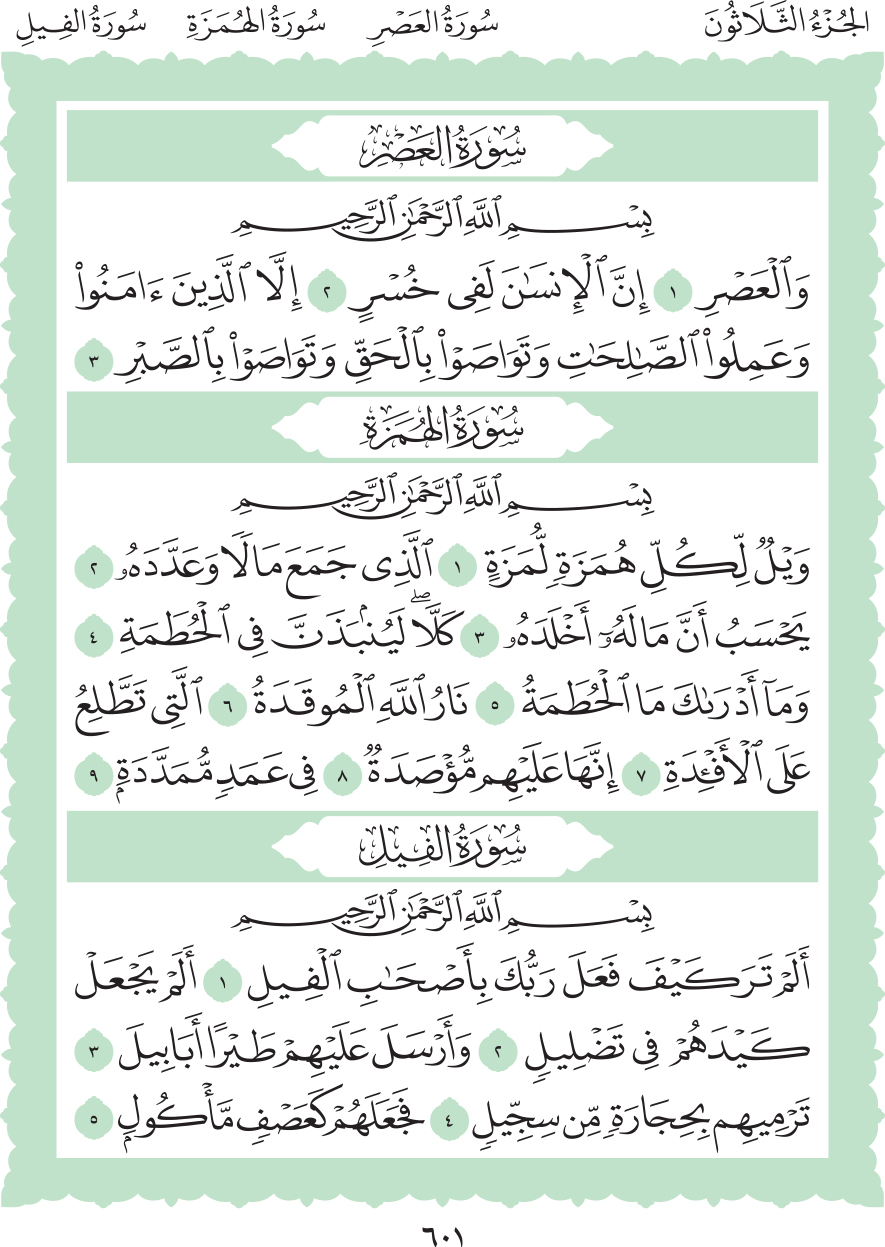 الجُزْءُ الثَّلَاثُونَ سُورَةُ العَصْرِ سُورَةُ الهُمَزَةِ سُورَةُ الفِيلِ
سُورَةُ العَصْرِ
بِسْمِ ٱللَّهِ ٱلرَّحْمَٰنِ ٱلرَّحِيمِ
وَٱلْعَصْرِ ١ إِنَّ ٱلْإِنسَٰنَ لَفِى خُسْرٍ ٢ إِلَّا ٱلَّذِينَ ءَامَنُوا۟
وَعَمِلُوا۟ ٱلصَّٰلِحَٰتِ وَتَوَاصَوْا۟ بِٱلْحَقِّ وَتَوَاصَوْا۟ بِٱلصَّبْرِ ٣
سُورَةُ الهُمَزَةِ
بِسْمِ ٱللَّهِ ٱلرَّحْمَٰنِ ٱلرَّحِيمِ
وَيْلٌ لِّكُلِّ هُمَزَةٍ لُّمَزَةٍ ١ ٱلَّذِى جَمَعَ مَالًا وَعَدَّدَهُۥ ٢
يَحْسَبُ أَنَّ مَالَهُۥٓ أَخْلَدَهُۥ ٣ كَلَّا ۖ لَيُنۢبَذَنَّ فِى ٱلْحُطَمَةِ ٤
وَمَآ أَدْرَىٰكَ مَا ٱلْحُطَمَةُ ٥ نَارُ ٱللَّهِ ٱلْمُوقَدَةُ ٦ ٱلَّتِى تَطَّلِعُ
عَلَى ٱلْأَفْـِٔدَةِ ٧ إِنَّهَا عَلَيْهِم مُّؤْصَدَةٌ ٨ فِى عَمَدٍ مُّمَدَّدَةٍۭ ٩
سُورَةُ الفِيلِ
بِسْمِ ٱللَّهِ ٱلرَّحْمَٰنِ ٱلرَّحِيمِ
أَلَمْ تَرَ كَيْفَ فَعَلَ رَبُّكَ بِأَصْحَٰبِ ٱلْفِيلِ ١ أَلَمْ يَجْعَلْ
كَيْدَهُمْ فِى تَضْلِيلٍ ٢ وَأَرْسَلَ عَلَيْهِمْ طَيْرًا أَبَابِيلَ ٣
تَرْمِيهِم بِحِجَارَةٍ مِّن سِجِّيلٍ ٤ فَجَعَلَهُمْ كَعَصْفٍ مَّأْكُولٍۭ ٥
٦٠١